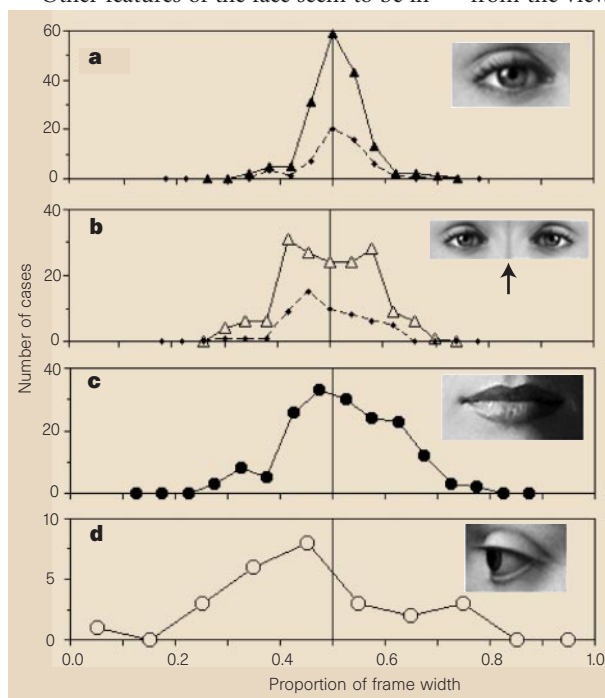 Other features of the face seem to be in
from the view
a
60
40
20
0
b
40
20
0
Number of cases
c
40
20
0
d
10
5
0
0.0 0.2 0.4 0.6 0.8 1.0
Proportion of frame width